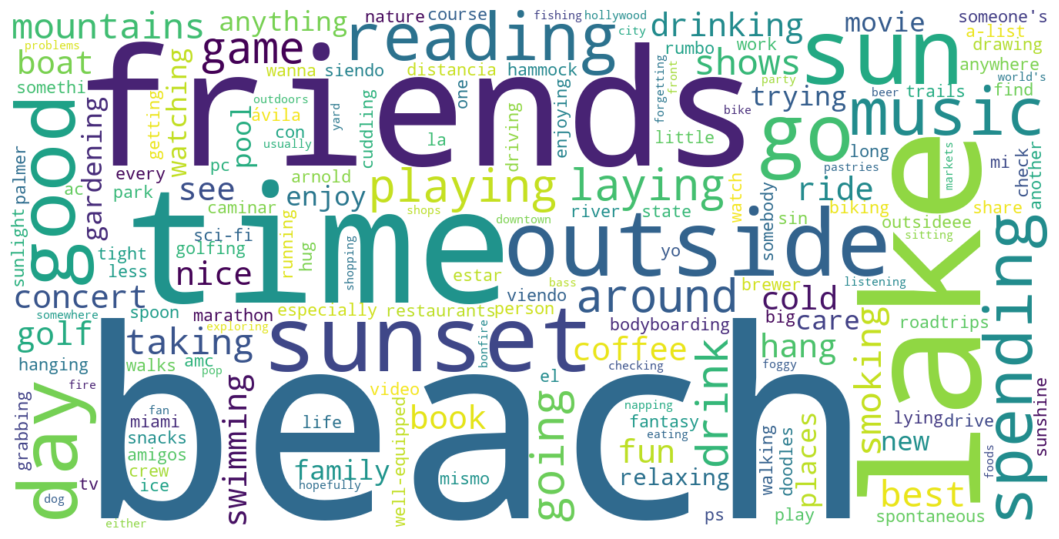 mountains
anything
nature
course
fishing
hollywood
city
drinking
movie
someone's
a-list
drawing
problems
boat
somethi
game
reading
friends
wanna
siendo
distancia
hammock
rumbo
work
shows
sun
anywhere
getting
watching
outdoors
ávila
usually
yard
pool
con
pc
la
cuddling
one
enjoying
driving
little
forgetting
front
party
bike
trying
beer
go
music
trails
find
world's
long
pastries
mi
check
another
markets
good
gardening
sunlight
palmer
ac
every
park
see
arnold
enjoy
playing
laying
river
state
watch
somebody
sin
ride
biking
share
outsideee
sitting
lake
tight
less
sci-fi
caminar
golfing
nice
running
hug
shopping
shops
time
downtown
outside
estar
yo
brewer
listening
concert
somewhere
spoon
marathon
exploring
especially
restaurants
viendo
person
bass
around
cold
big
care
spending
golf
taking
sunset
bonfire
bodyboarding
coffee
checking
hang
foggy
smoking
roadtrips
hanging
walks
amc
pop
day
grabbing
fire
fan
miami
snacks
amigos
crew
ice
tv
dog
either
swimming
beach
video
life
family
hopefully
well-equipped
el
book
mismo
going
fun
relaxing
napping
eating
fantasy
drink
ps
walking
doodles
places
play
lying
drive
new
best
foods
spontaneous
sunshine